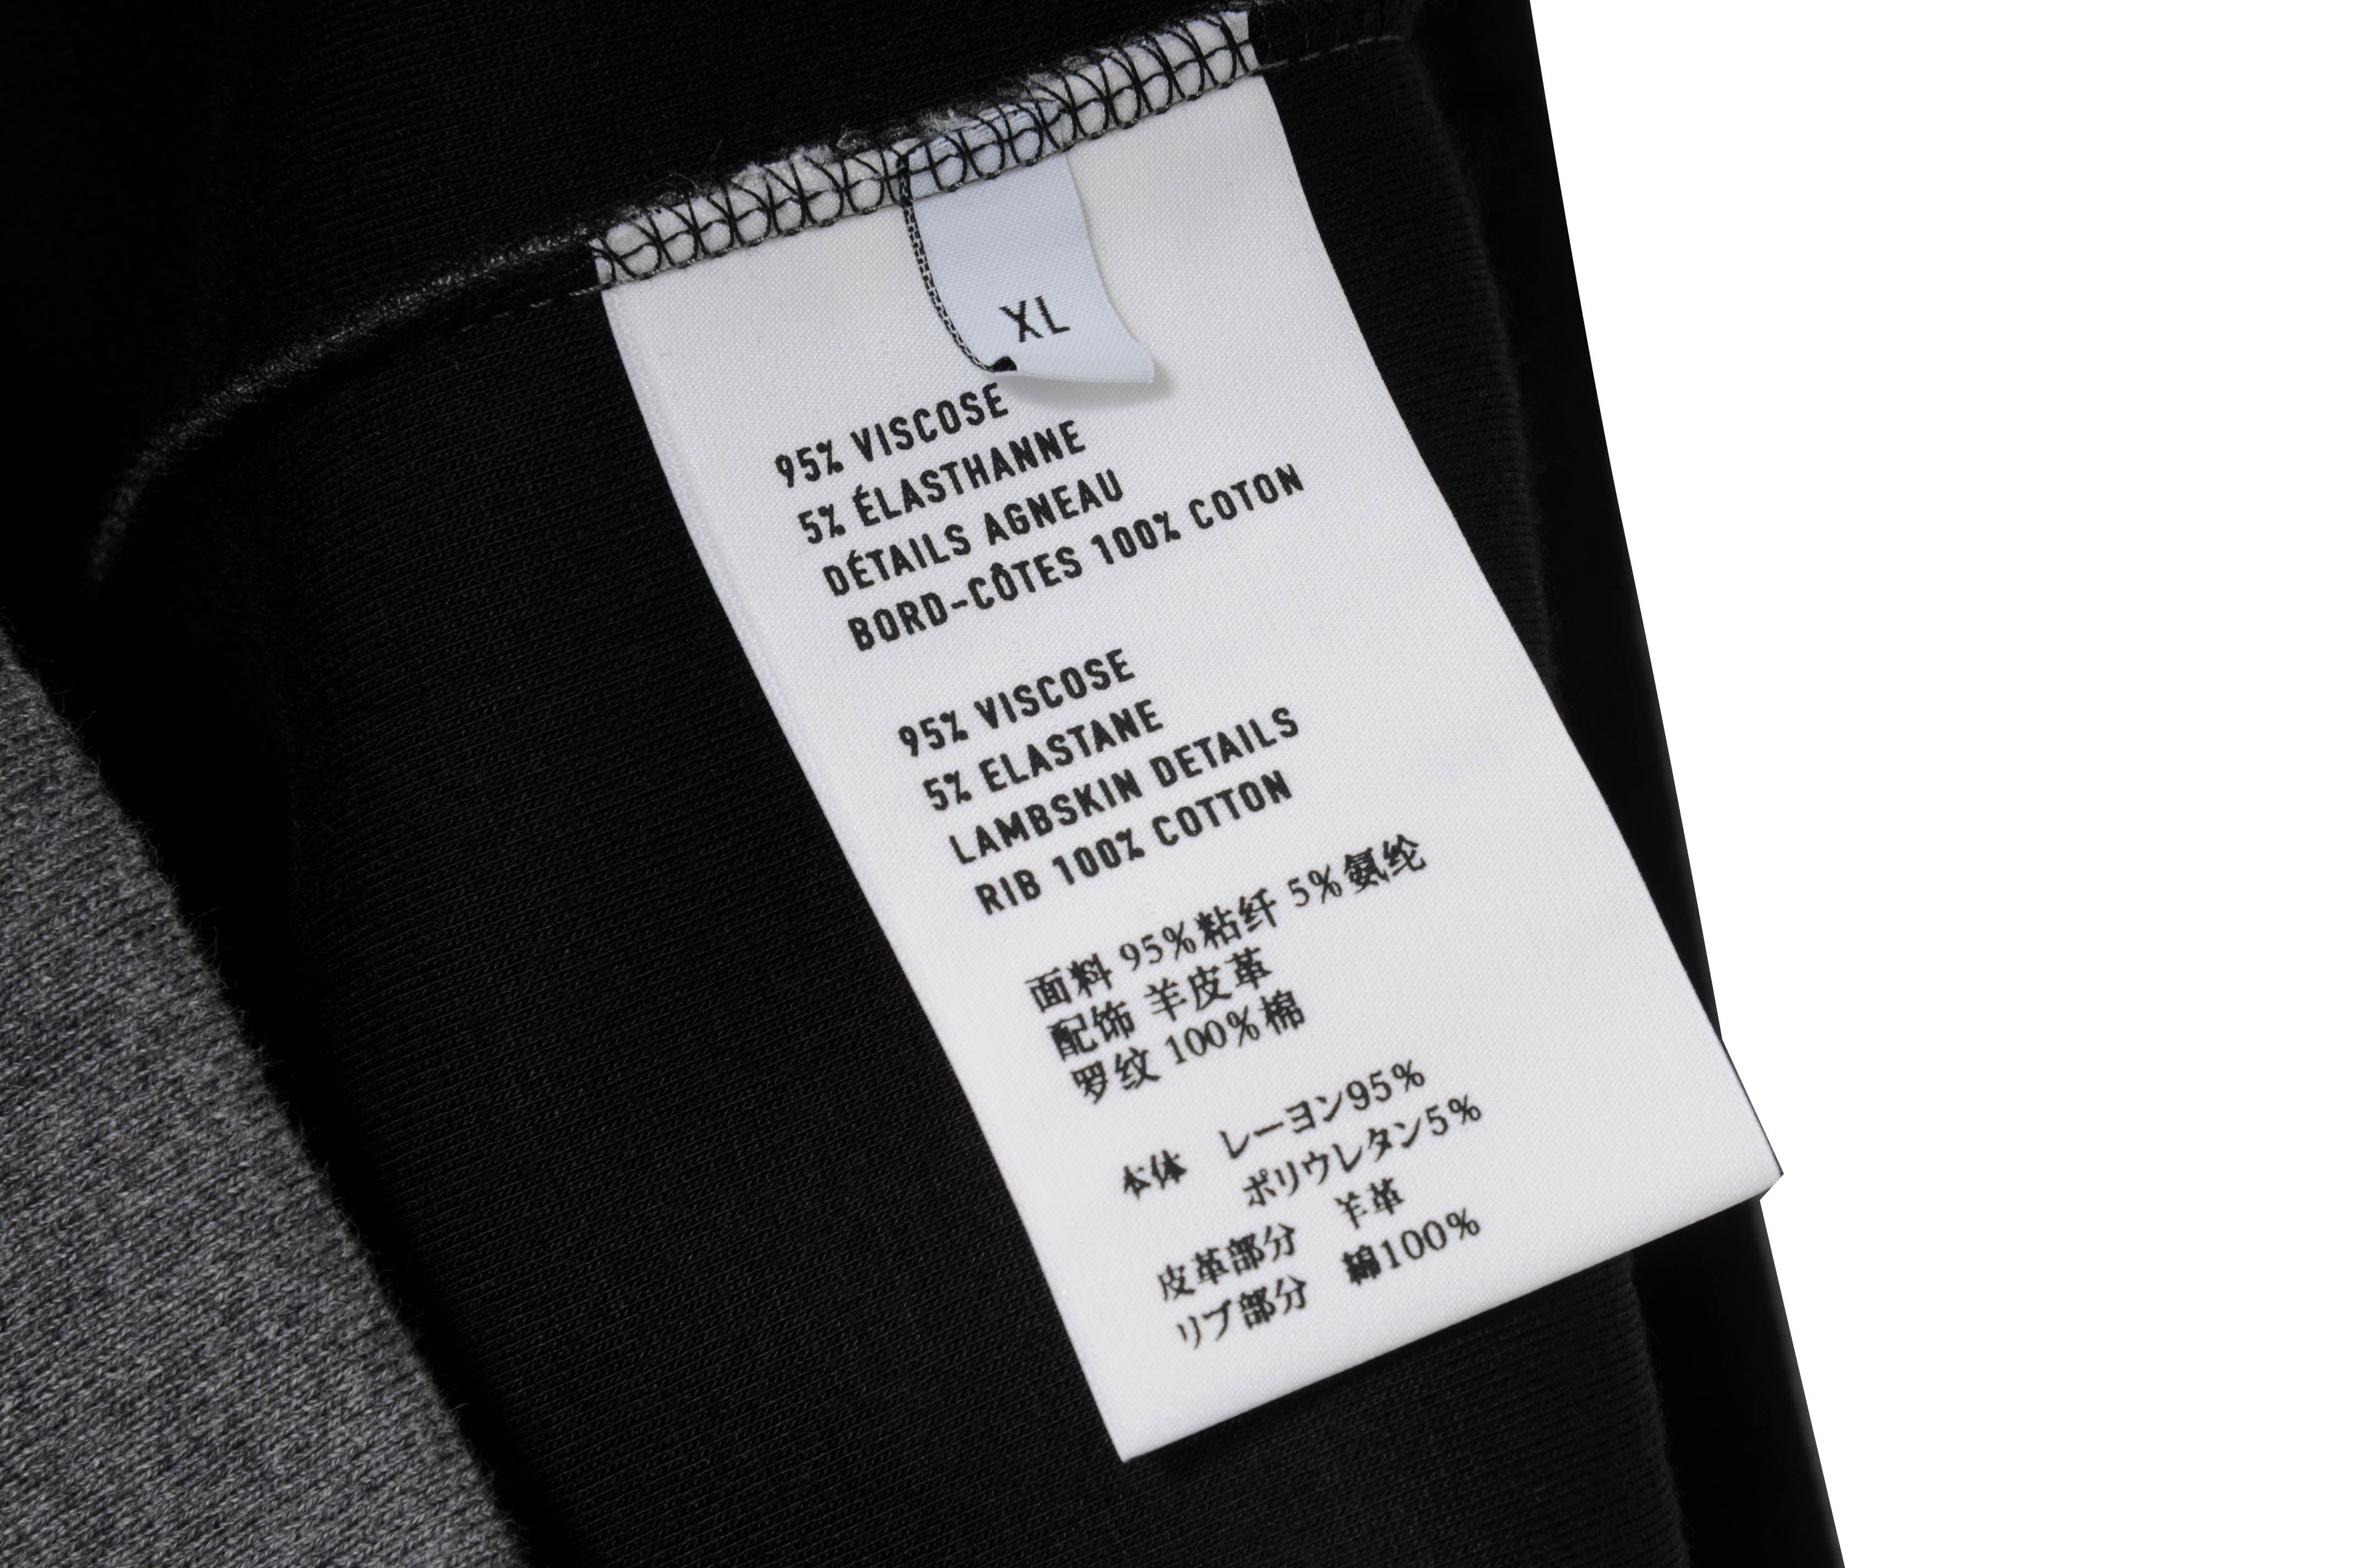 XL
95% VISCOSE
5% ÉLASTHANNE
DÉTAILS AGNEAU
BORD-CÔTES 100% COTON
95% VISCOSE
5% ELASTANE
LAMBSKIN DETAILS
RIB 100% COTTON
面料 95%粘纤 5%氨纶
配饰 羊皮革
罗纹 100%棉
本体　レーヨン95%
ポリウレタン5%
皮革部分　羊革
リブ部分　綿100%